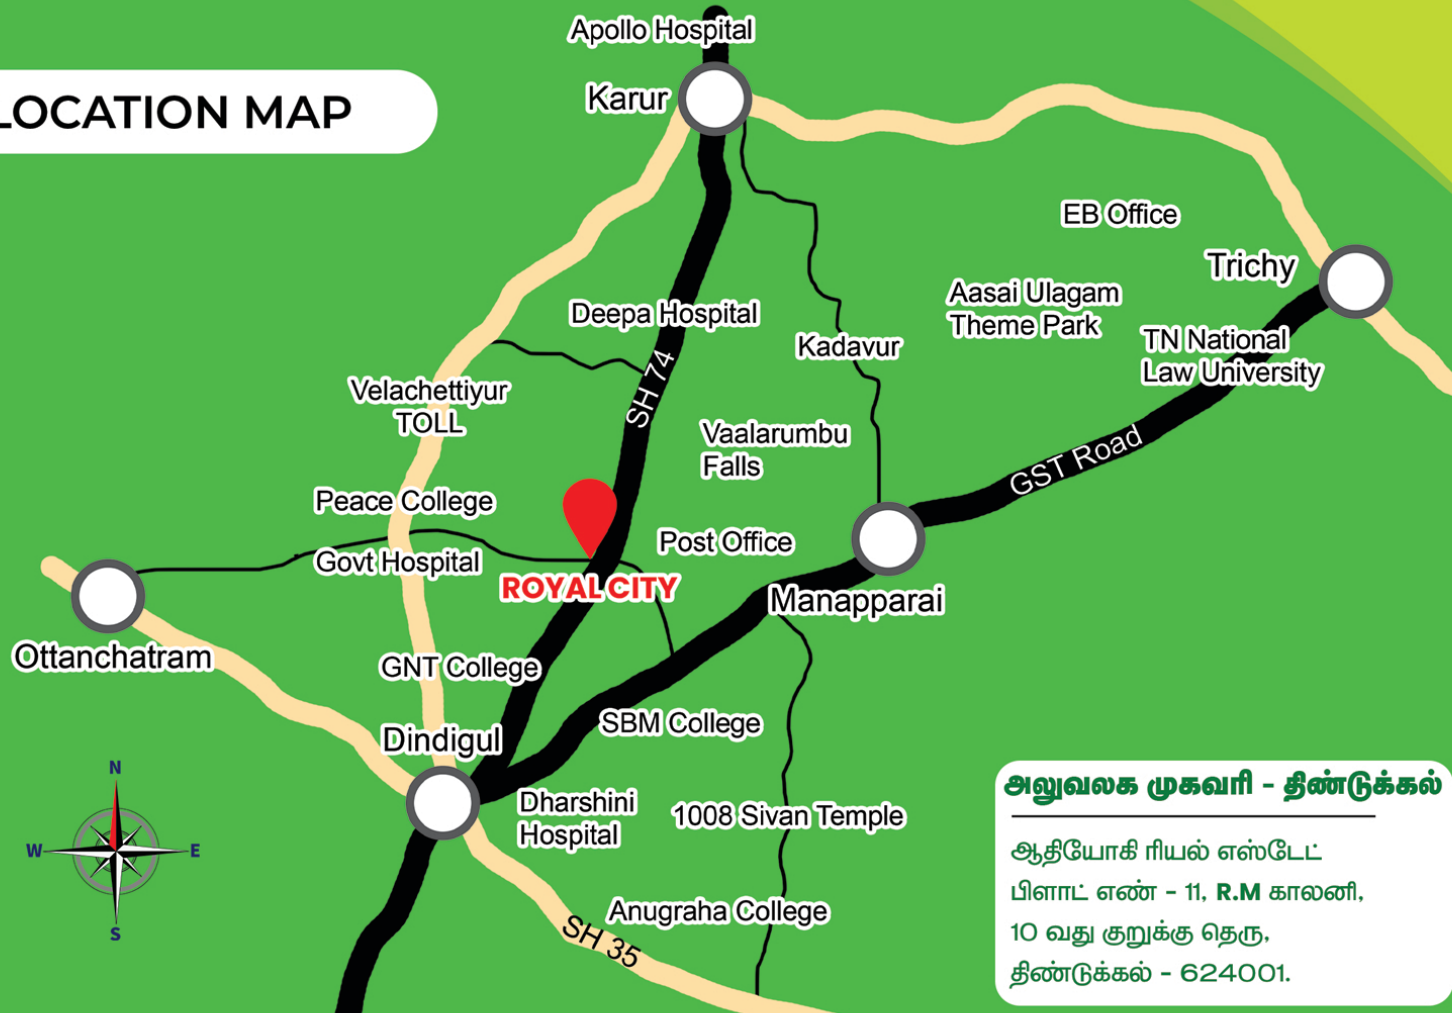 LOCATION MAP
Apollo Hospital
Karur
EB Office
Trichy
Aasai Ulagam
Theme Park
Deepa Hospital
Kadavur
TN National
Law University
SH 74
Velachettiyur
TOLL
Vaalarumbu
Falls
GST Road
Peace College
Post Office
Govt Hospital
ROYAL CITY
Manapparai
Ottanchatram
GNT College
SBM College
Dindigul
Dharshini
Hospital
1008 Sivan Temple
Anugraha College
SH 35
N
W
E
S
அலுவலக முகவரி - திண்டுக்கல்
ஆதியோகி ரியல் எஸ்டேட்
பிளாட் எண் - 11, R.M காலனி,
10 வது குறுக்கு தெரு,
திண்டுக்கல் - 624001.